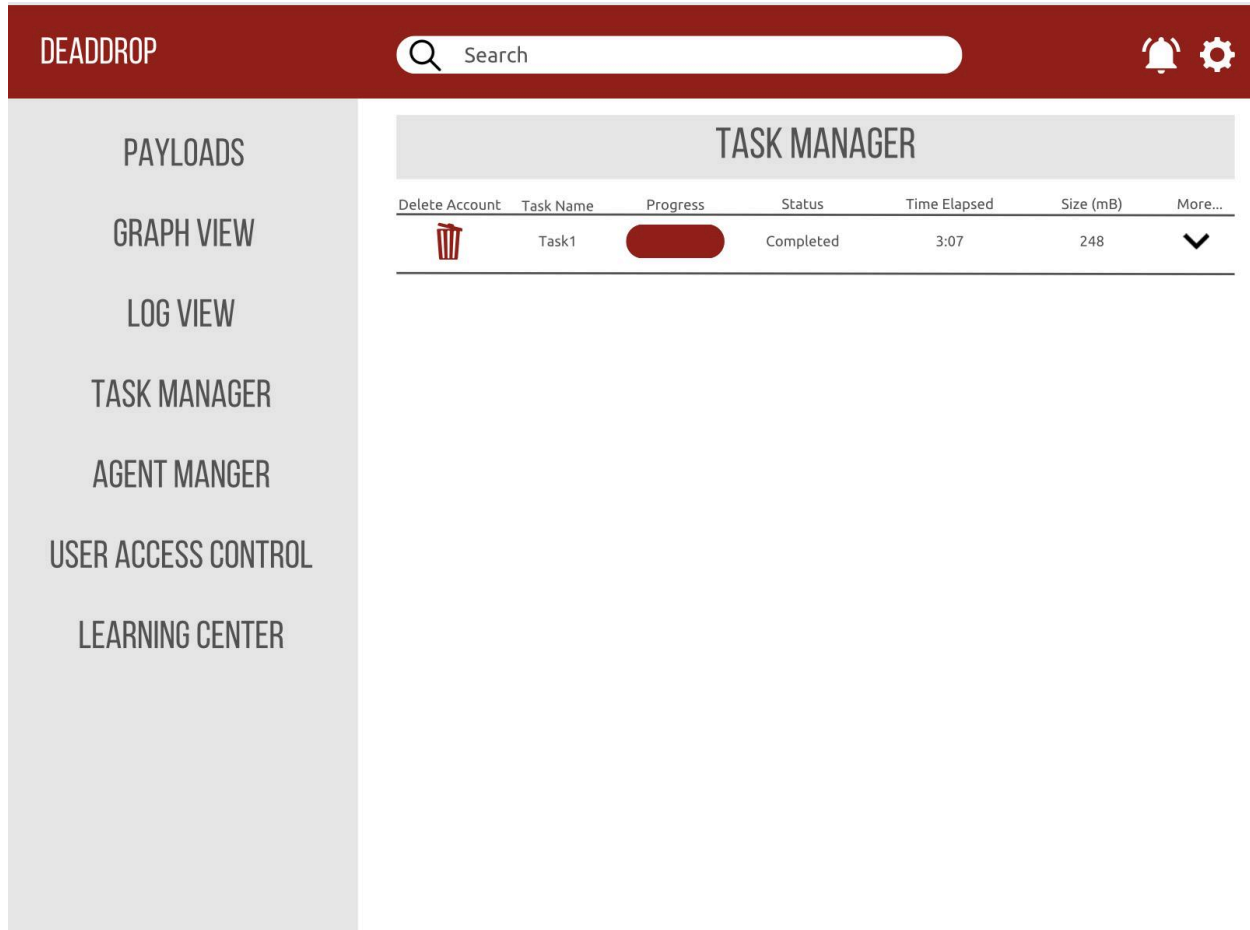 DEADDROP
Search
PAYLOADS
GRAPH VIEW
LOG VIEW
TASK MANAGER
AGENT MANGER
USER ACCESS CONTROL
LEARNING CENTER
TASK MANAGER
Delete Account Task Name Progress Status Time Elapsed Size (mB) More...
Task1 Completed 3:07 248